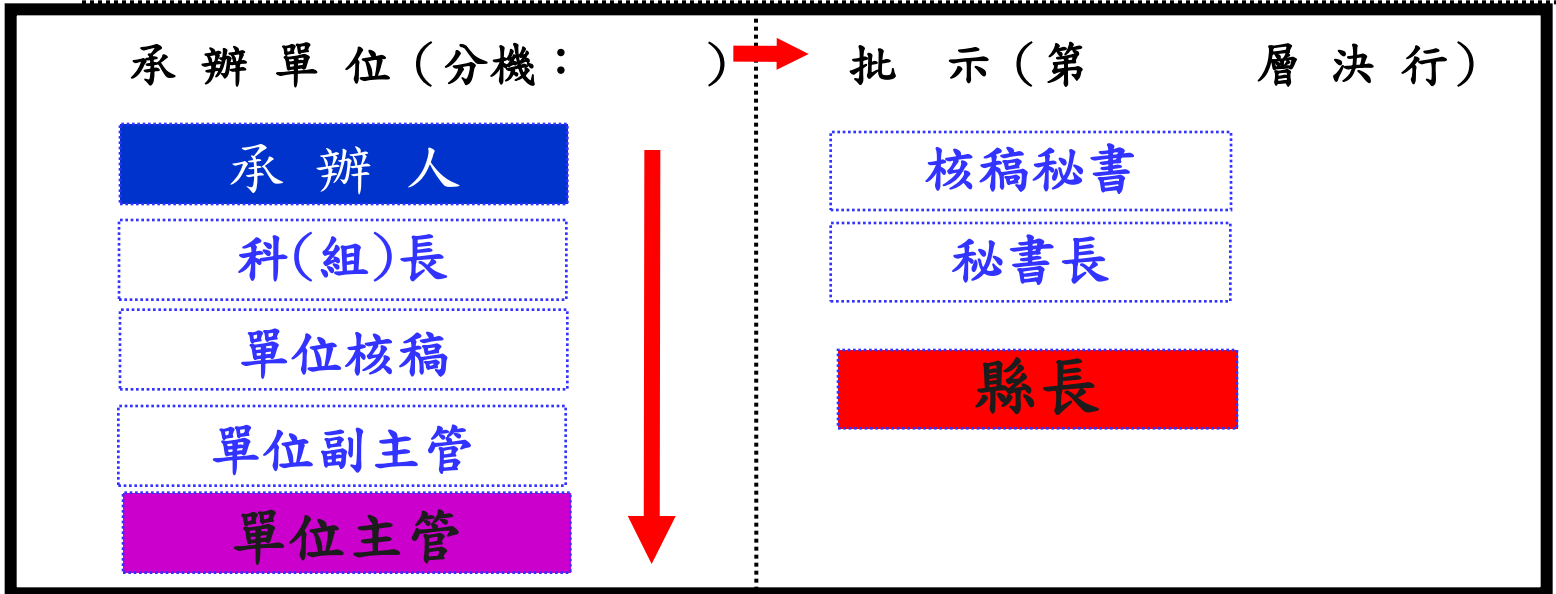 承 辦 單 位(分機： )
承 辦 人
科(組)長
單位核稿
單位副主管
單位主管
批 示(第 層 決 行)
核稿秘書
秘書長
縣長